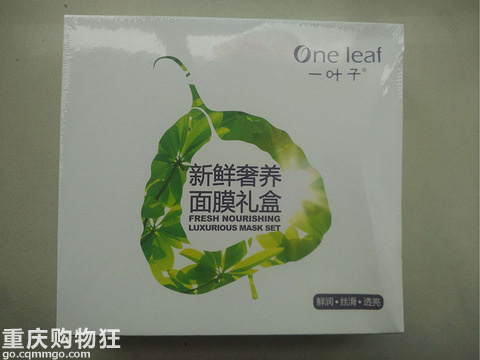 One leaf
一叶子®
新鲜奢养
面膜礼盒
FRESH NOURISHING
LUXURIOUS MASK SET
鲜润·丝滑·透亮
重庆购物狂
go.cqmmgo.com